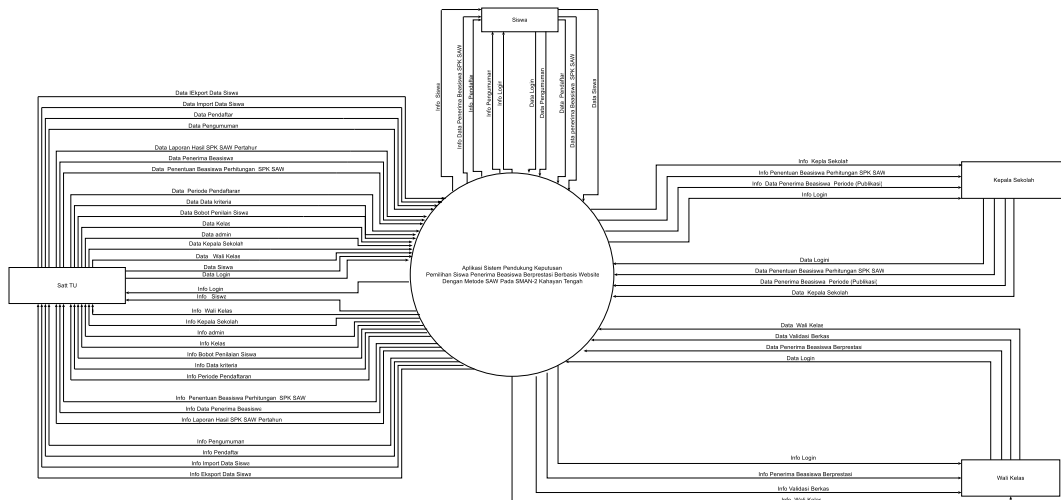 Siswa
Info Siswa
Info Data Penerima Beasiswa SPK SAW
Info Pendaftar
Info Pengumuman
Info Login
Data Login
Data Pengumuman
Data Pendaftar
Data penerima Beasiswa SPK SAW
Data Siswa
Data IEkport Data Siswa
Data Import Data Siswa
Data Pendaftar
Data Pengumuman
Data Laporan Hasil SPK SAW Pertahun
Data Penerima Beasiswa
Data Penentuan Beasiswa Perhitungan SPK SAW
Data Periode Pendaftaran
Data Data kriteria
Data Bobot Penilain Siswa
Data Kelas
Data admin
Data Kepala Sekolah
Data Wali Kelas
Data Siswa
Data Login
Satt TU
Info Login
Info Siswa
Info Wali Kelas
Info Kepala Sekolah
Info admin
Info Kelas
Info Bobot Penilaian Siswa
Info Data kriteria
Info Periode Pendaftaran
Info Penentuan Beasiswa Perhitungan SPK SAW
Info Data Penerima Beasiswa
Info Laporan Hasil SPK SAW Pertahun
Info Pengumuman
Info Pendaftar
Info Import Data Siswa
Info Eksport Data Siswa
Aplikasi Sistem Pendukung Keputusan
Pemilihan Siswa Penerima Beasiswa Berprestasi Berbasis Website
Dengan Metode SAW Pada SMAN-2 Kahayan Tengah
Info Kepla Sekolah
Info Penentuan Beasiswa Perhitungan SPK SAW
Info Data Penerima Beasiswa Periode (Publikasi)
Info Login
Kepala Sekolah
Data Logini
Data Penentuan Beasiswa Perhitungan SPK SAW
Data Penerima Beasiswa Periode (Publikasi)
Data Kepala Sekolah
Data Wali Kelas
Data Validasi Berkas
Data Penerima Beasiswa Berprestasi
Data Login
Info Login
Info Penerima Beasiswa Berprestasi
Info Validasi Berkas
Info Wali Kelas
Wali Kelas